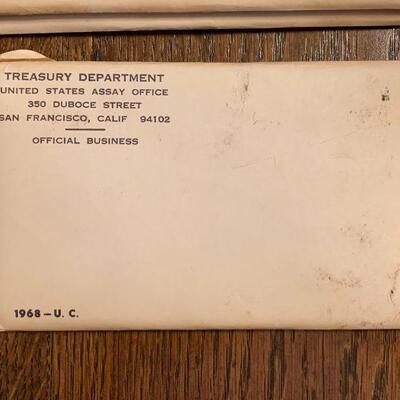 TREASURY DEPARTMENT
UNITED STATES ASSAY OFFICE
350 DUBOCE STREET
SAN FRANCISCO, CALIF 94102
OFFICIAL BUSINESS
1968 – U. C.